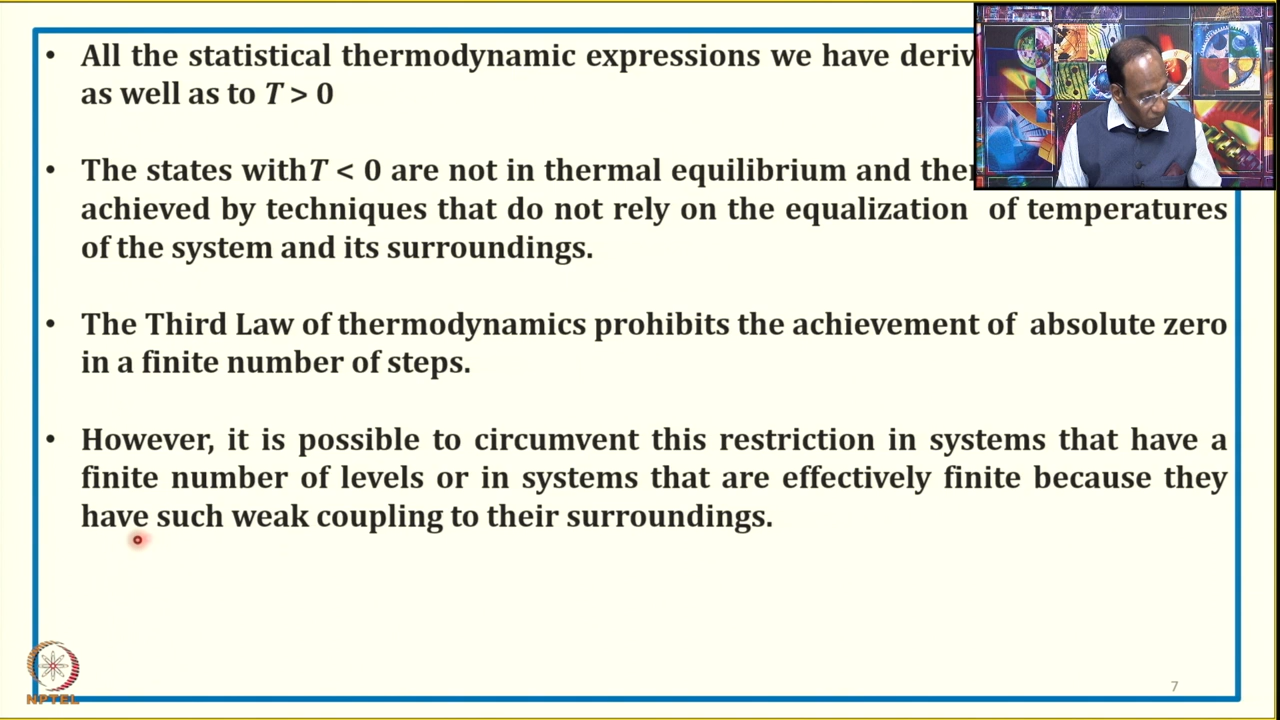 • All the statistical thermodynamic expressions we have
as well as to T > 0
• The states withT < 0 are not in thermal equilibrium and
achieved by techniques that do not rely on the equalization of temperatures
of the system and its surroundings.
• The Third Law of thermodynamics prohibits the achievement of absolute zero
in a finite number of steps.
• However, it is possible to circumvent this restriction in systems that have a
finite number of levels or in systems that are effectively finite because they
have such weak coupling to their surroundings.
NPTEL
7